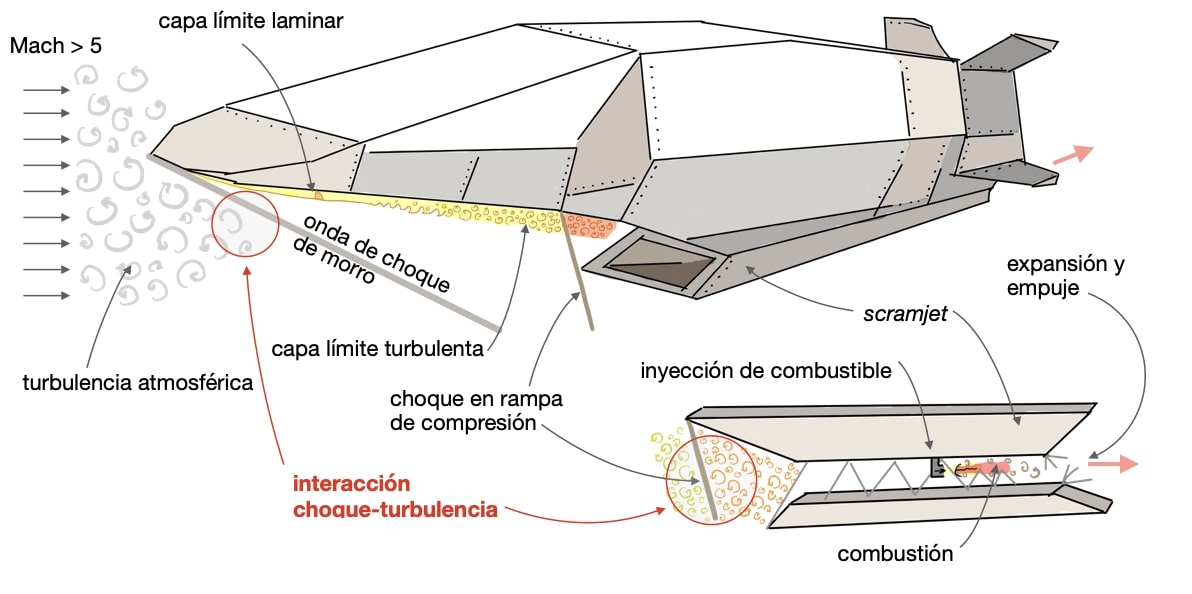 capa límite laminar
Mach > 5
onda de choque
de morro
expansión y
empuje
scramjet
capa límite turbulenta
inyección de combustible
turbulencia atmosférica
choque en rampa
de compresión
interacción
choque-turbulencia
combustión